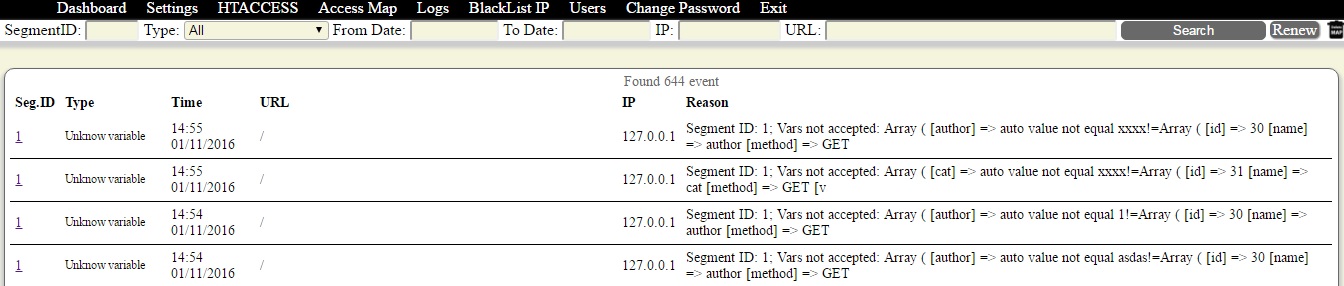 Dashboard Settings HTACCESS Access Map Logs BlackList IP Users Change Password Exit
SegmentID: Type: All From Date: To Date: IP: URL: Search Renew
Found 644 event
Seg.ID Type Time URL IP Reason
1 Unknow variable 14:55 01/11/2016 / 127.0.0.1 Segment ID: 1; Vars not accepted: Array ( [author] => auto value not equal xxxx!=Array ( [id] => 30 [name]
=> author [method] => GET
1 Unknow variable 14:55 01/11/2016 / 127.0.0.1 Segment ID: 1; Vars not accepted: Array ( [cat] => auto value not equal xxxx!=Array ( [id] => 31 [name] =>
cat [method] => GET [v
1 Unknow variable 14:54 01/11/2016 / 127.0.0.1 Segment ID: 1; Vars not accepted: Array ( [author] => auto value not equal 1!=Array ( [id] => 30 [name] =>
author [method] => GET
1 Unknow variable 14:54 01/11/2016 / 127.0.0.1 Segment ID: 1; Vars not accepted: Array ( [author] => auto value not equal asdas!=Array ( [id] => 30 [name]
=> author [method] => GET